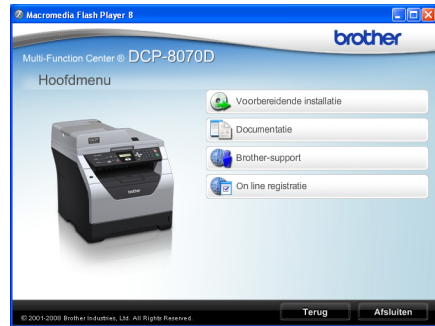 Macromedia Flash Player 8
brother
Multi-Function Center ® DCP-8070D
Hoofdmenu
Voorbereidende installatie
Documentatie
Brother-support
On line registratie
brother
Terug
Afsluiten
© 2001-2008 Brother Industries, Ltd. All Rights Reserved.